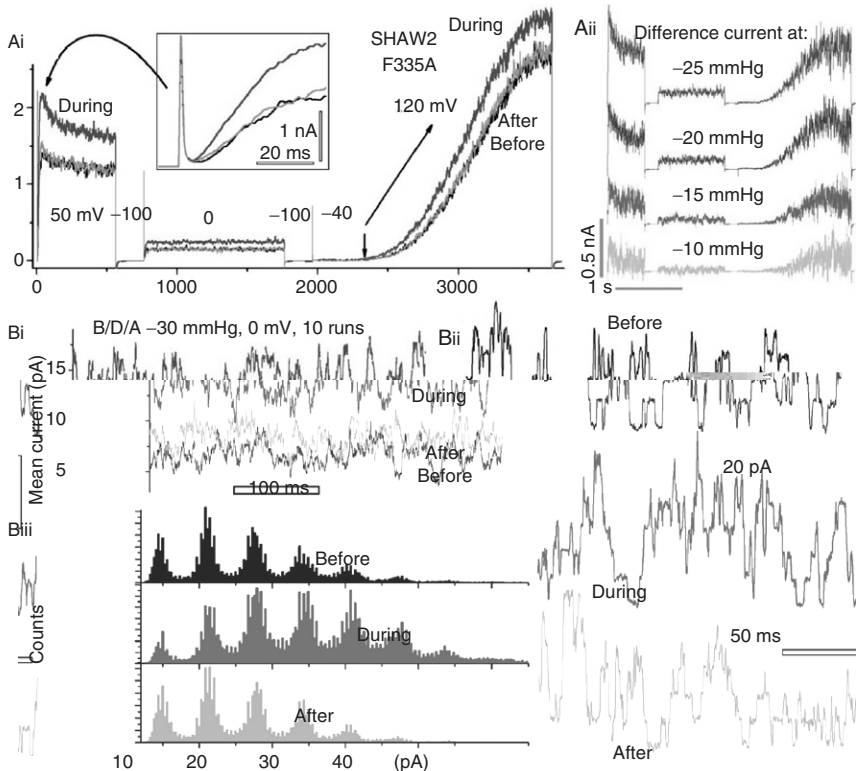 Ai
During
SHAW2
F335A
During
120 mV
After
Before
1 nA
20 ms
2
1
0
50 mV
−100
0
−100
−40
0
1000
2000
3000
Aii
Difference current at:
−25 mmHg
−20 mmHg
−15 mmHg
−10 mmHg
0.5 nA
1 s
Bi
B/D/A −30 mmHg, 0 mV, 10 runs
Mean current (pA)
15
10
5
During
After
Before
100 ms
Bii
Before
20 pA
During
50 ms
After
Biii
Counts
Before
During
After
10
20
30
40
(pA)